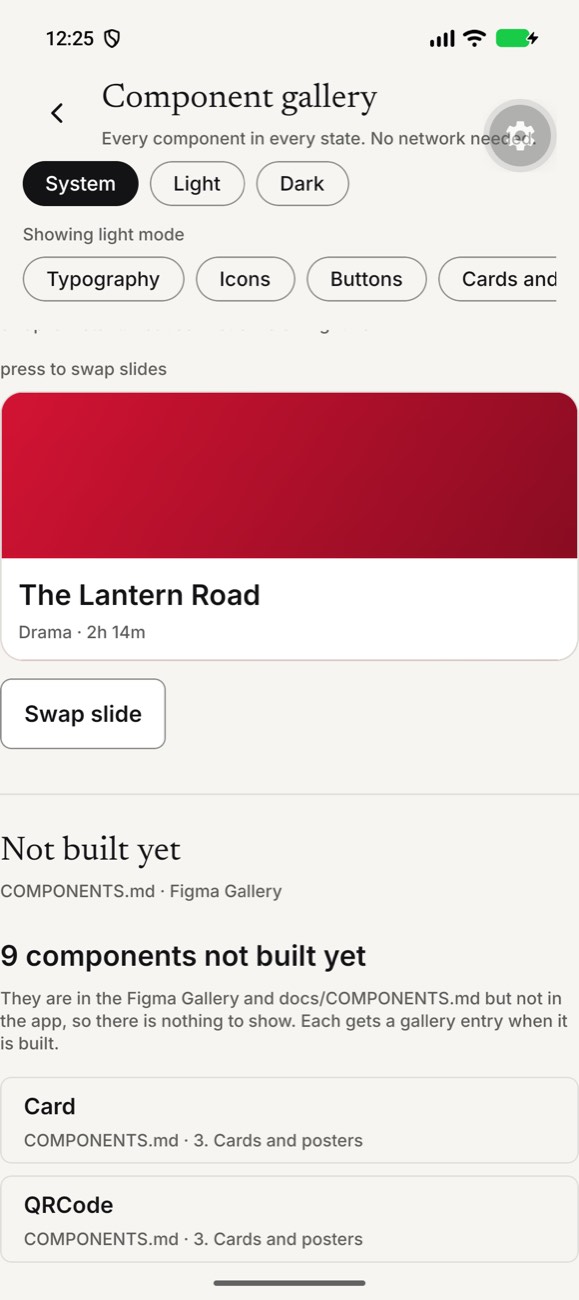 12:25
Component gallery
Every component in every state. No network needed.
System
Light
Dark
Showing light mode
Typography
Icons
Buttons
Cards and
press to swap slides
The Lantern Road
Drama · 2h 14m
Swap slide
Not built yet
COMPONENTS.md · Figma Gallery
9 components not built yet
They are in the Figma Gallery and docs/COMPONENTS.md but not in
the app, so there is nothing to show. Each gets a gallery entry when it
is built.
Card
COMPONENTS.md · 3. Cards and posters
QRCode
COMPONENTS.md · 3. Cards and posters